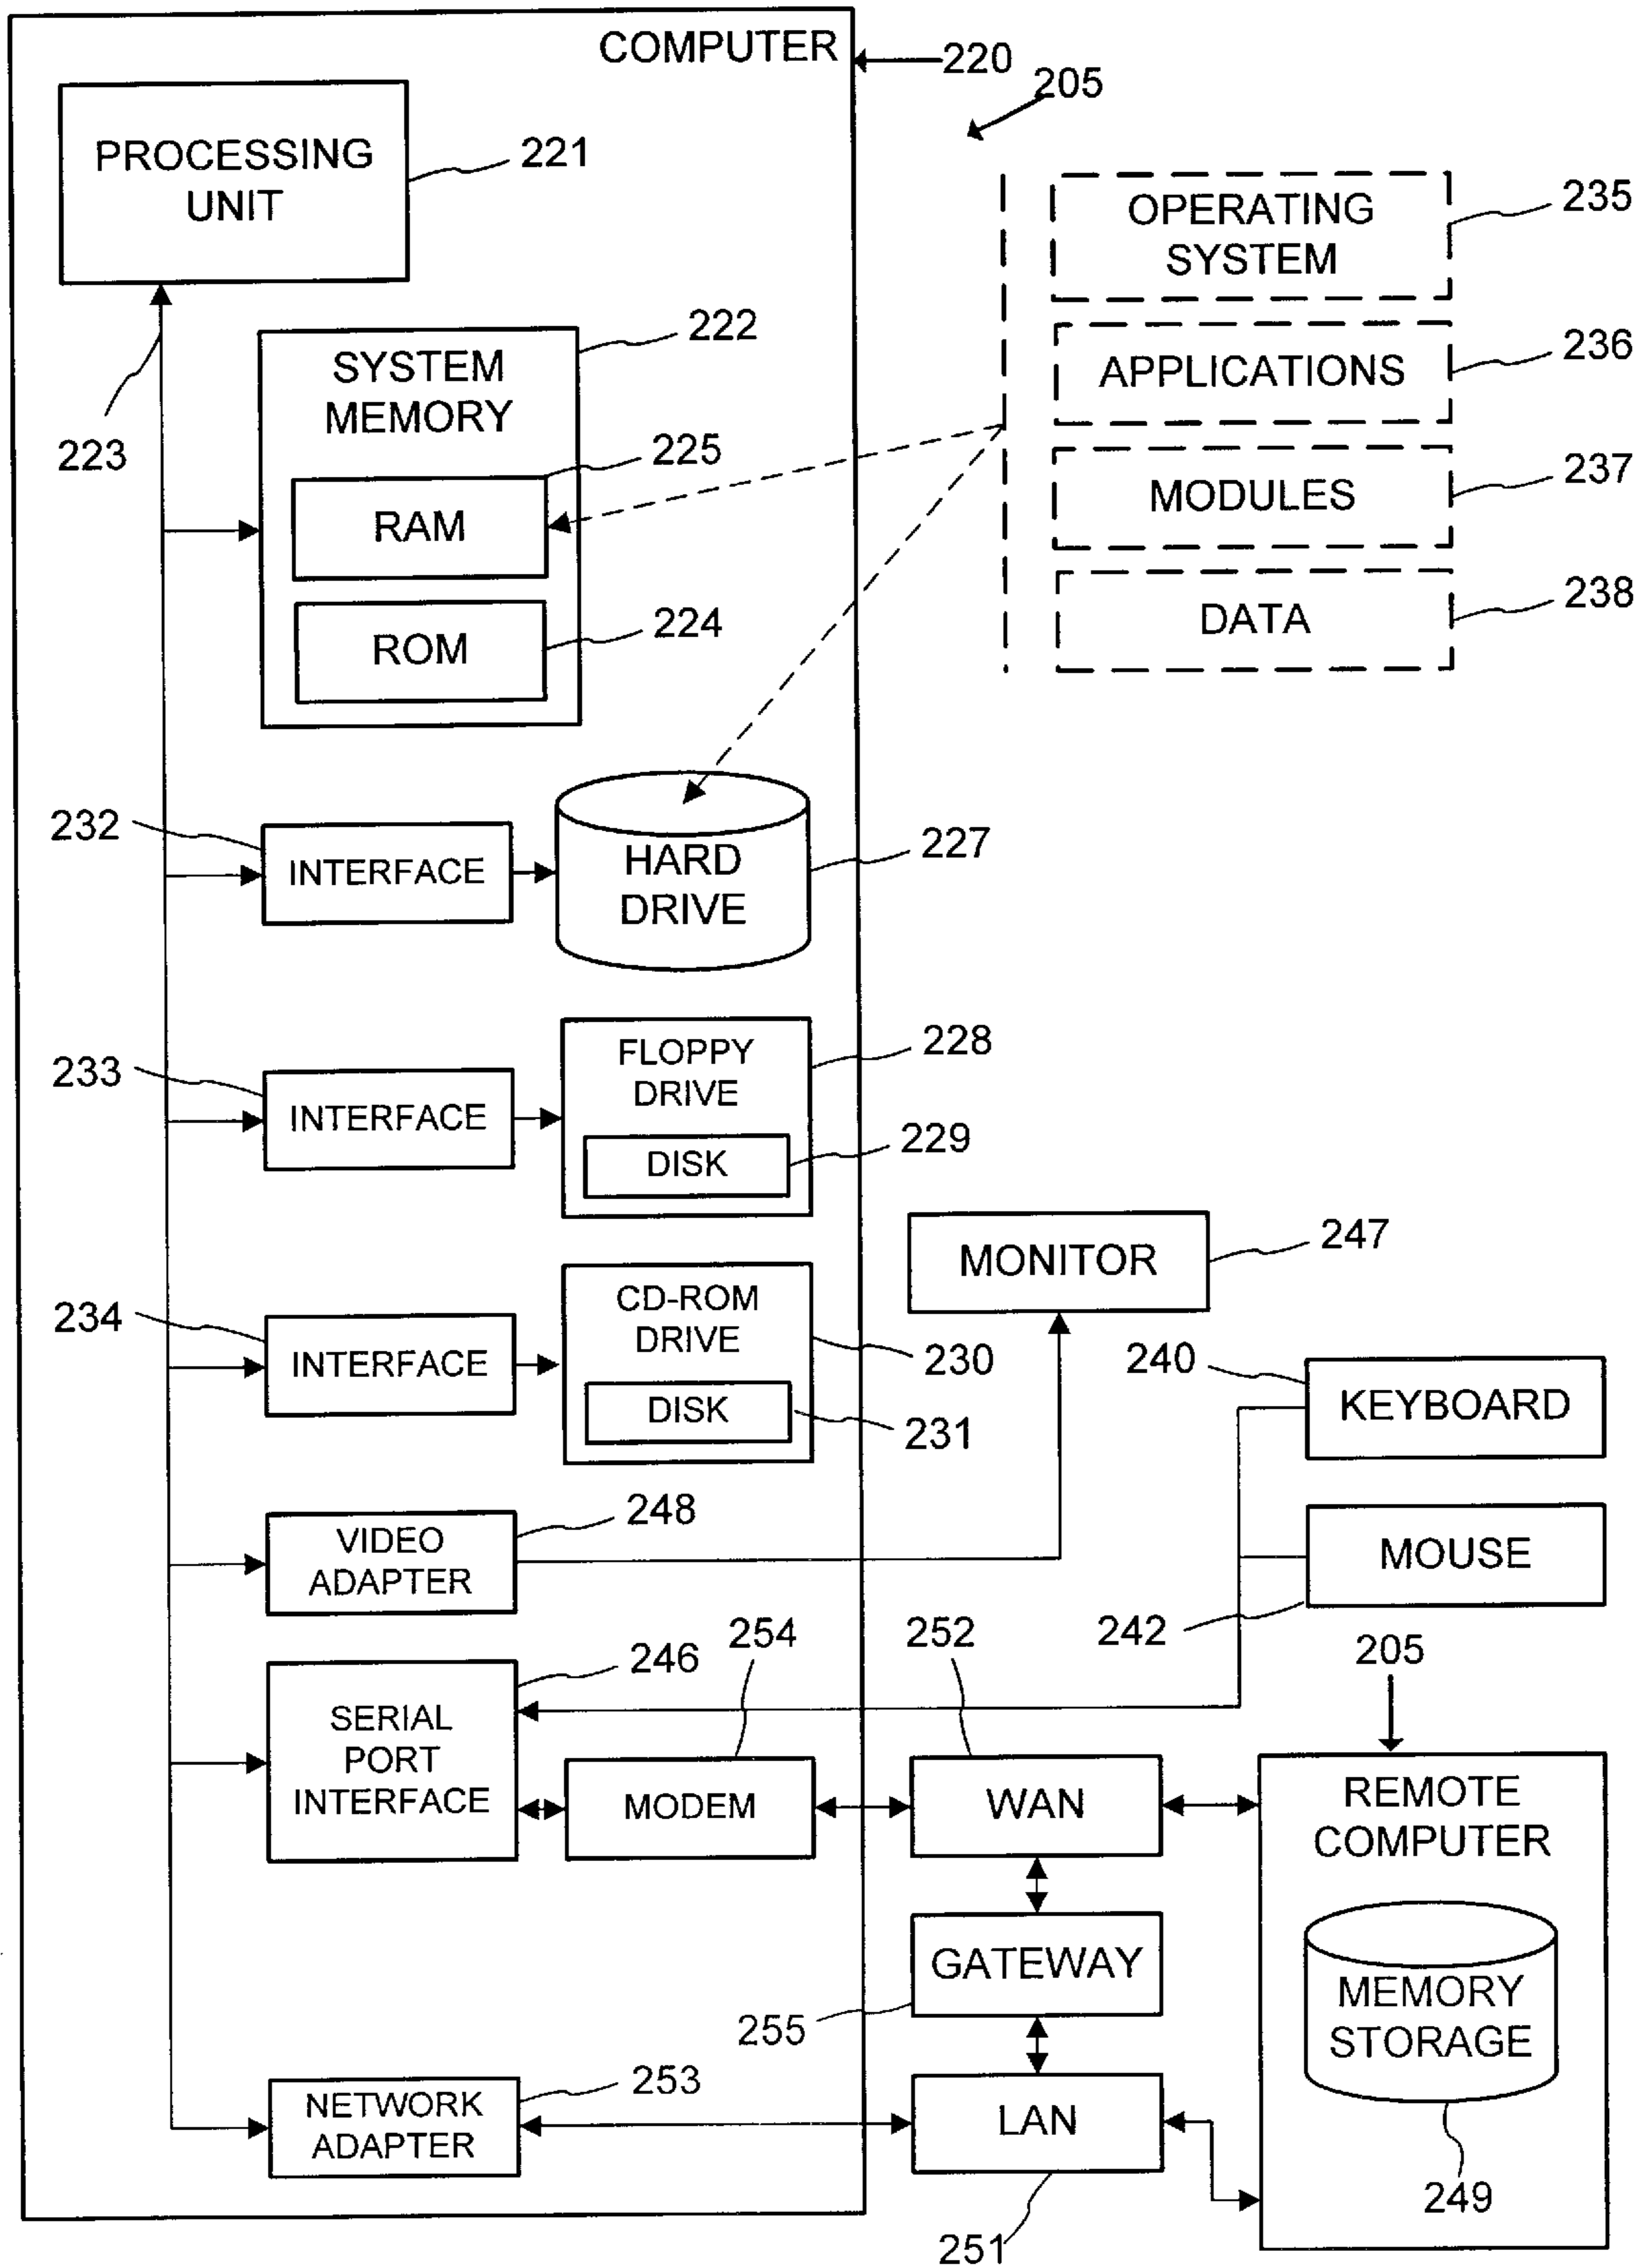 COMPUTER
220
205
PROCESSING
UNIT
221
OPERATING
SYSTEM
235
223
SYSTEM
MEMORY
222
APPLICATIONS
236
RAM
225
MODULES
237
ROM
224
DATA
238
232
INTERFACE
HARD
DRIVE
227
233
INTERFACE
FLOPPY
DRIVE
228
DISK
229
MONITOR
247
234
INTERFACE
CD-ROM
DRIVE
230
DISK
231
240
KEYBOARD
VIDEO
ADAPTER
248
MOUSE
242
246
254
252
205
SERIAL
PORT
INTERFACE
MODEM
WAN
REMOTE
COMPUTER
GATEWAY
255
MEMORY
STORAGE
249
NETWORK
ADAPTER
253
LAN
251